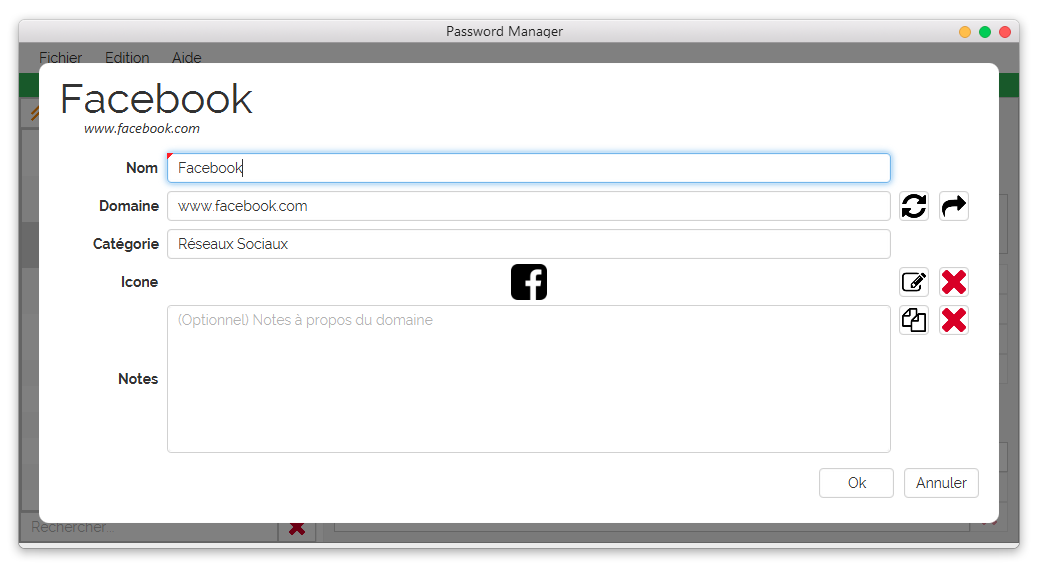 Password Manager
Fichier Edition Aide
Facebook
www.facebook.com
Nom Facebook
Domaine www.facebook.com
Catégorie Réseaux Sociaux
Icone
(Optionnel) Notes à propos du domaine
Notes
Ok Annuler
Rechercher...